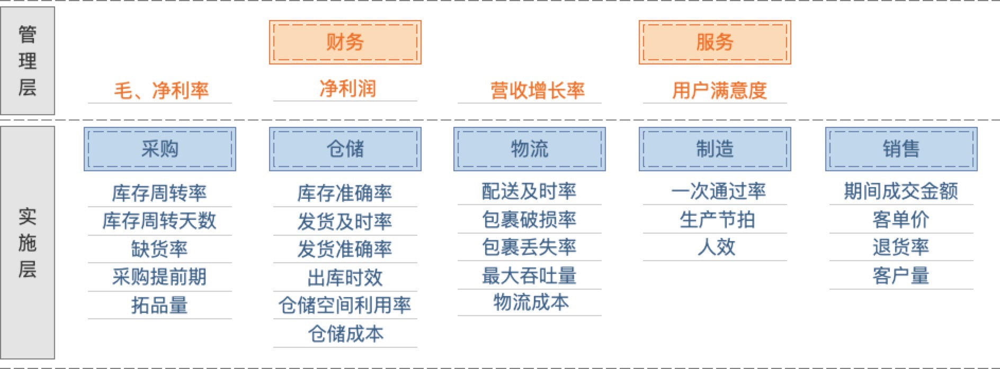 管理层
财务
服务
毛、净利率
净利润
营收增长率
用户满意度
实施层
采购
仓储
物流
制造
销售
库存周转率
库存周转天数
缺货率
采购提前期
拓品量
库存准确率
发货及时率
发货准确率
出库时效
仓储空间利用率
仓储成本
配送及时率
包裹破损率
包裹丢失率
最大吞吐量
物流成本
一次通过率
生产节拍
人效
期间成交金额
客单价
退货率
客户量